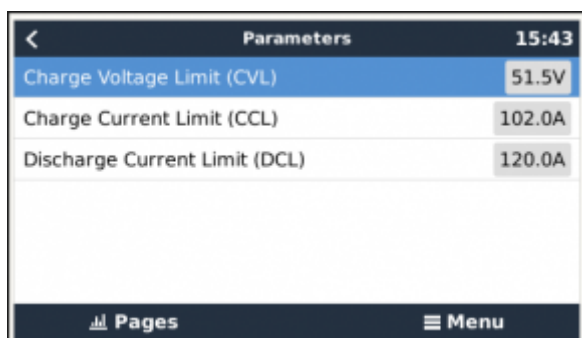 Parameters 15:43
Charge Voltage Limit (CVL) 51.5V
Charge Current Limit (CCL) 102.0A
Discharge Current Limit (DCL) 120.0A
Pages Menu